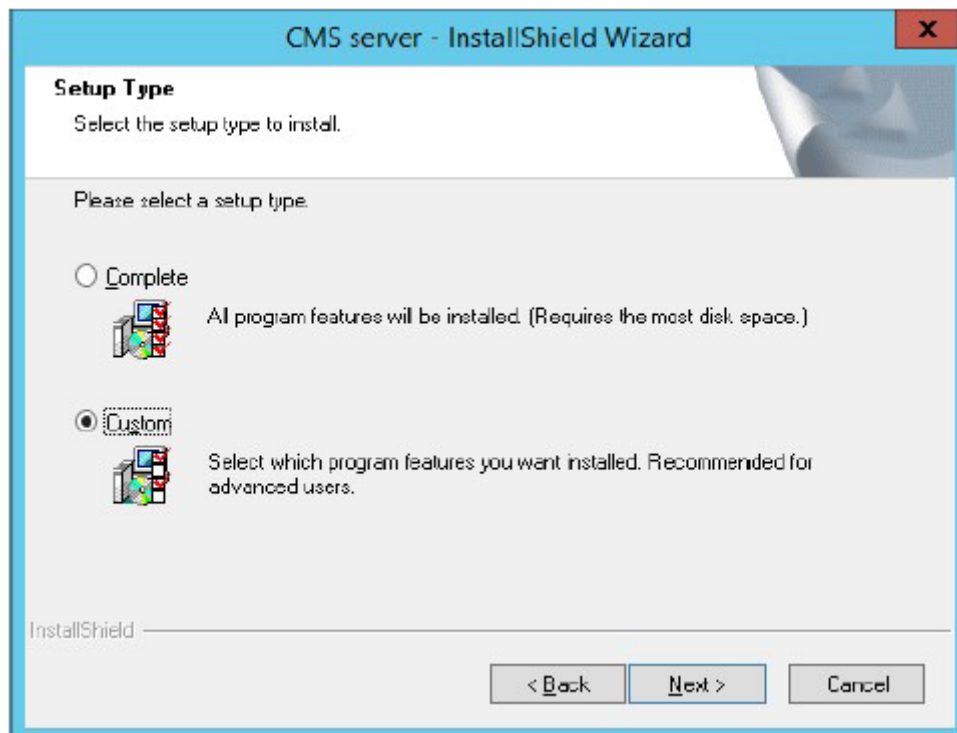 CMS server - InstallShield Wizard
X
Setup Type
Select the setup type to install.
Please select a setup type.
Complete
All program features will be installed. (Requires the most disk space.)
Custom
Select which program features you want installed. Recommended for
advanced users.
InstallShield
< Back
Next >
Cancel